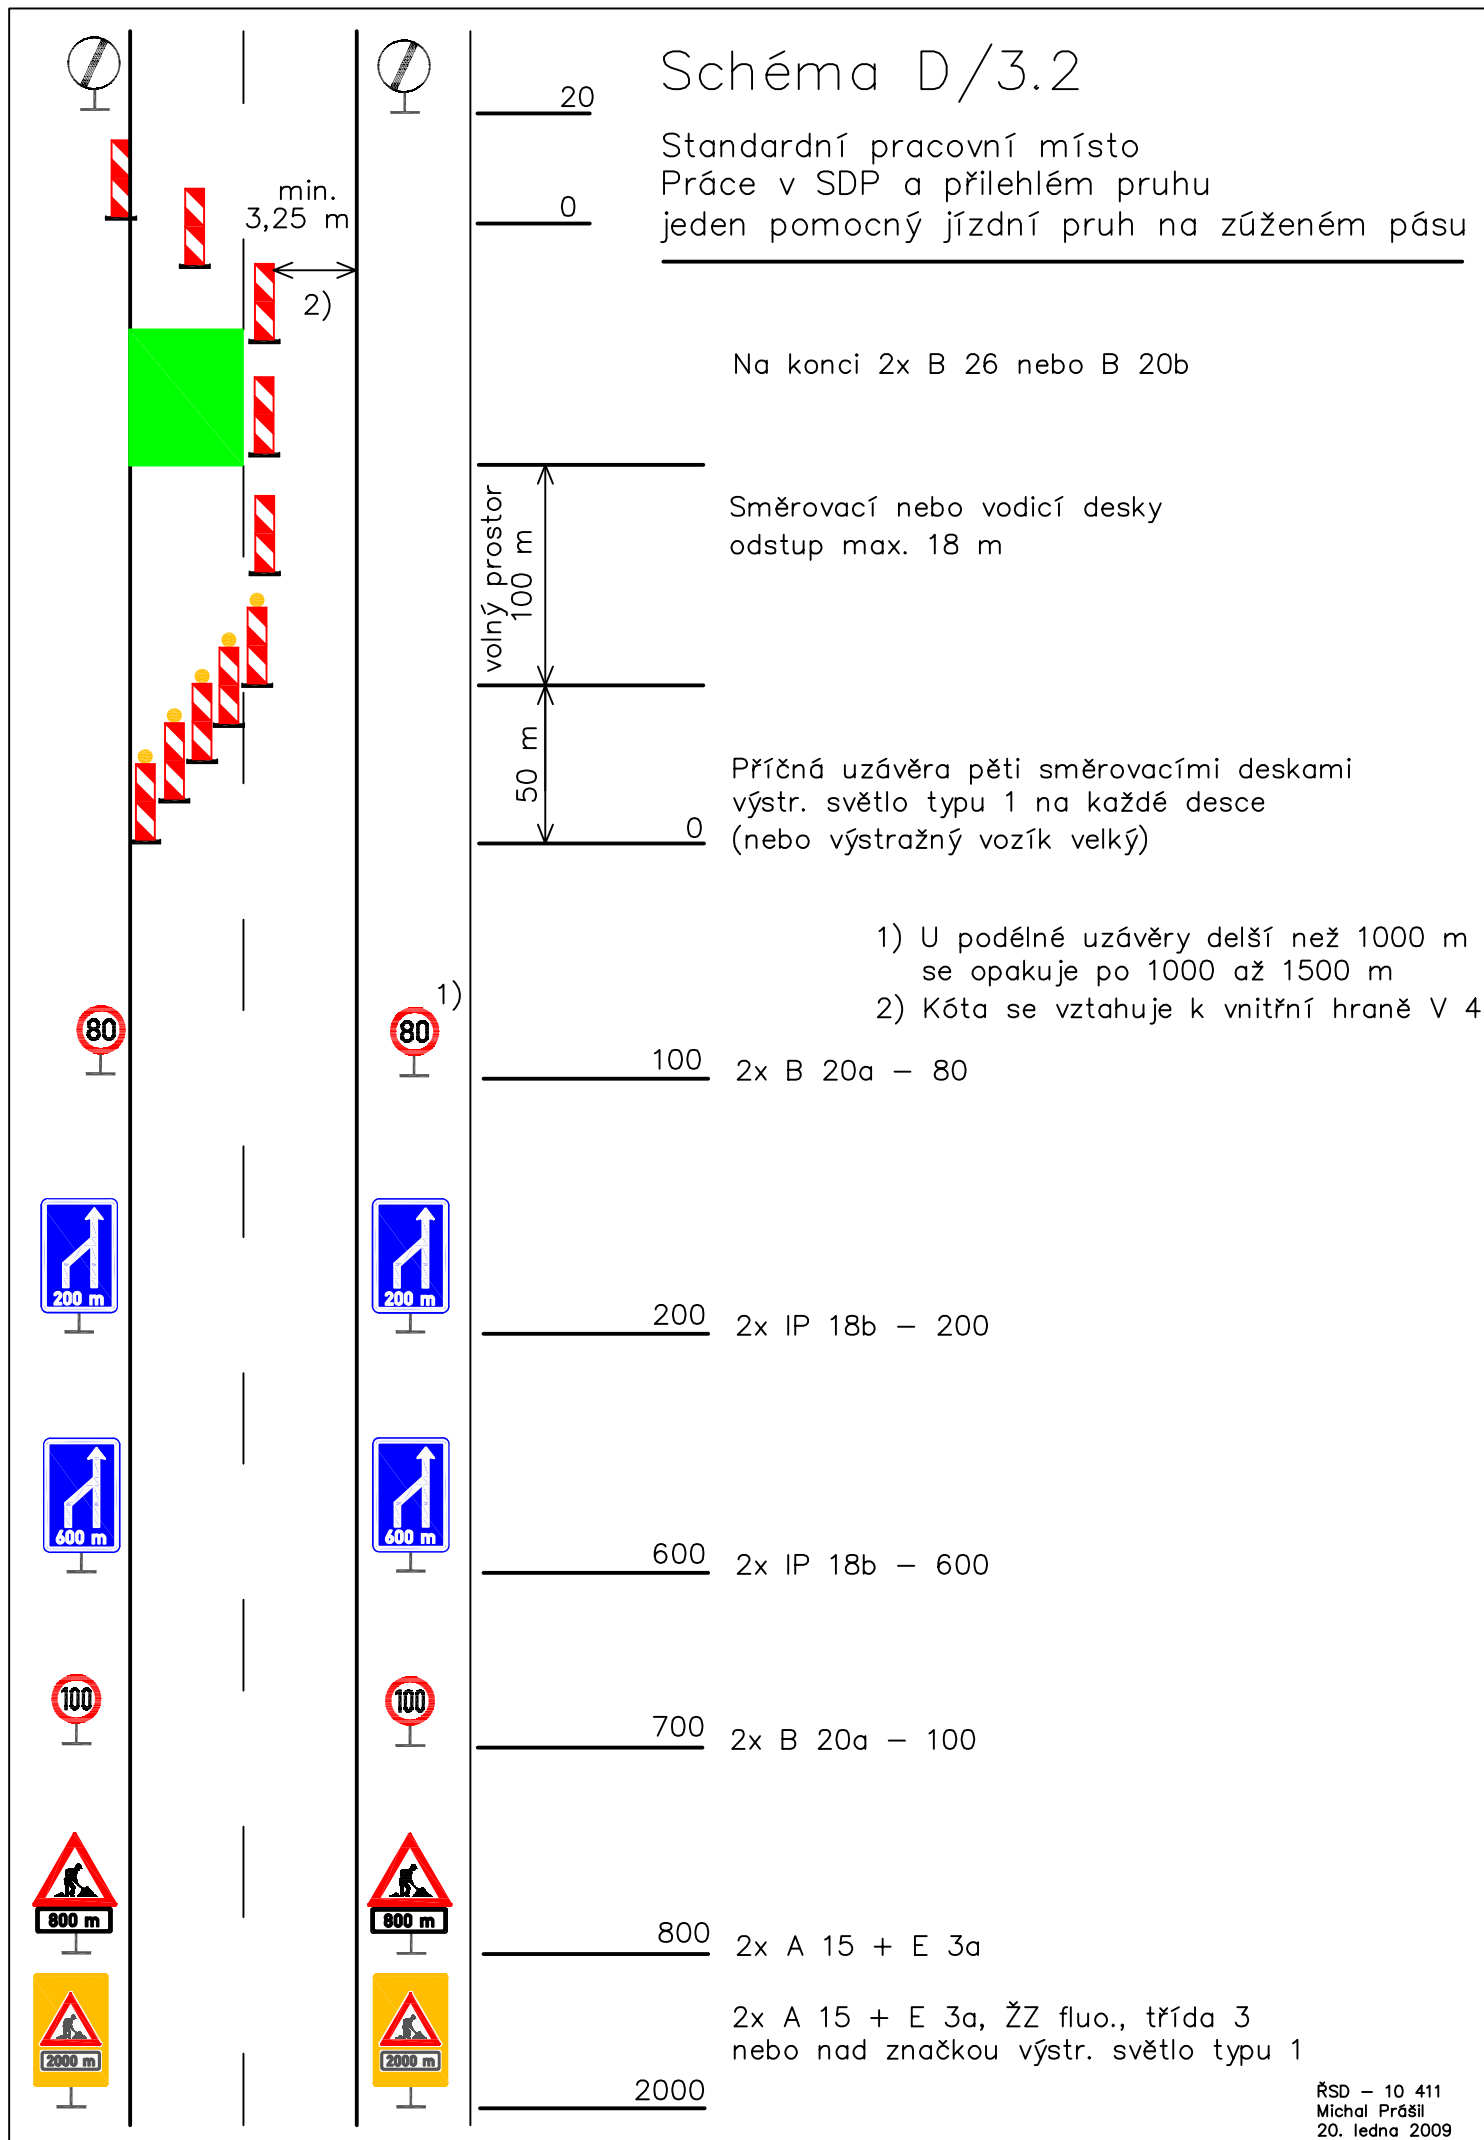 Schéma D/3.2
20
Standardní pracovní místo
Práce v SDP a přilehlém pruhu
jeden pomocný jízdní pruh na zúženém pásu
min.
3,25 m
0
2)
Na konci 2x B 26 nebo B 20b
volný prostor
100 m
Směrovací nebo vodicí desky
odstup max. 18 m
50 m
0
Příčná uzávěra pěti směrovacími deskami
výstr. světlo typu 1 na každé desce
(nebo výstražný vozík velký)
1) U podélné uzávěry delší než 1000 m
se opakuje po 1000 až 1500 m
2) Kóta se vztahuje k vnitřní hraně V 4
80
80
1)
100
2x B 20a – 80
200 m
200 m
200
2x IP 18b – 200
600 m
600 m
600
2x IP 18b – 600
100
100
700
2x B 20a – 100
800 m
800 m
800
2x A 15 + E 3a
2000 m
2000 m
2x A 15 + E 3a, ŽZ fluo., třída 3
nebo nad značkou výstr. světlo typu 1
2000
ŘSD – 10 411
Michal Prášil
20. ledna 2009